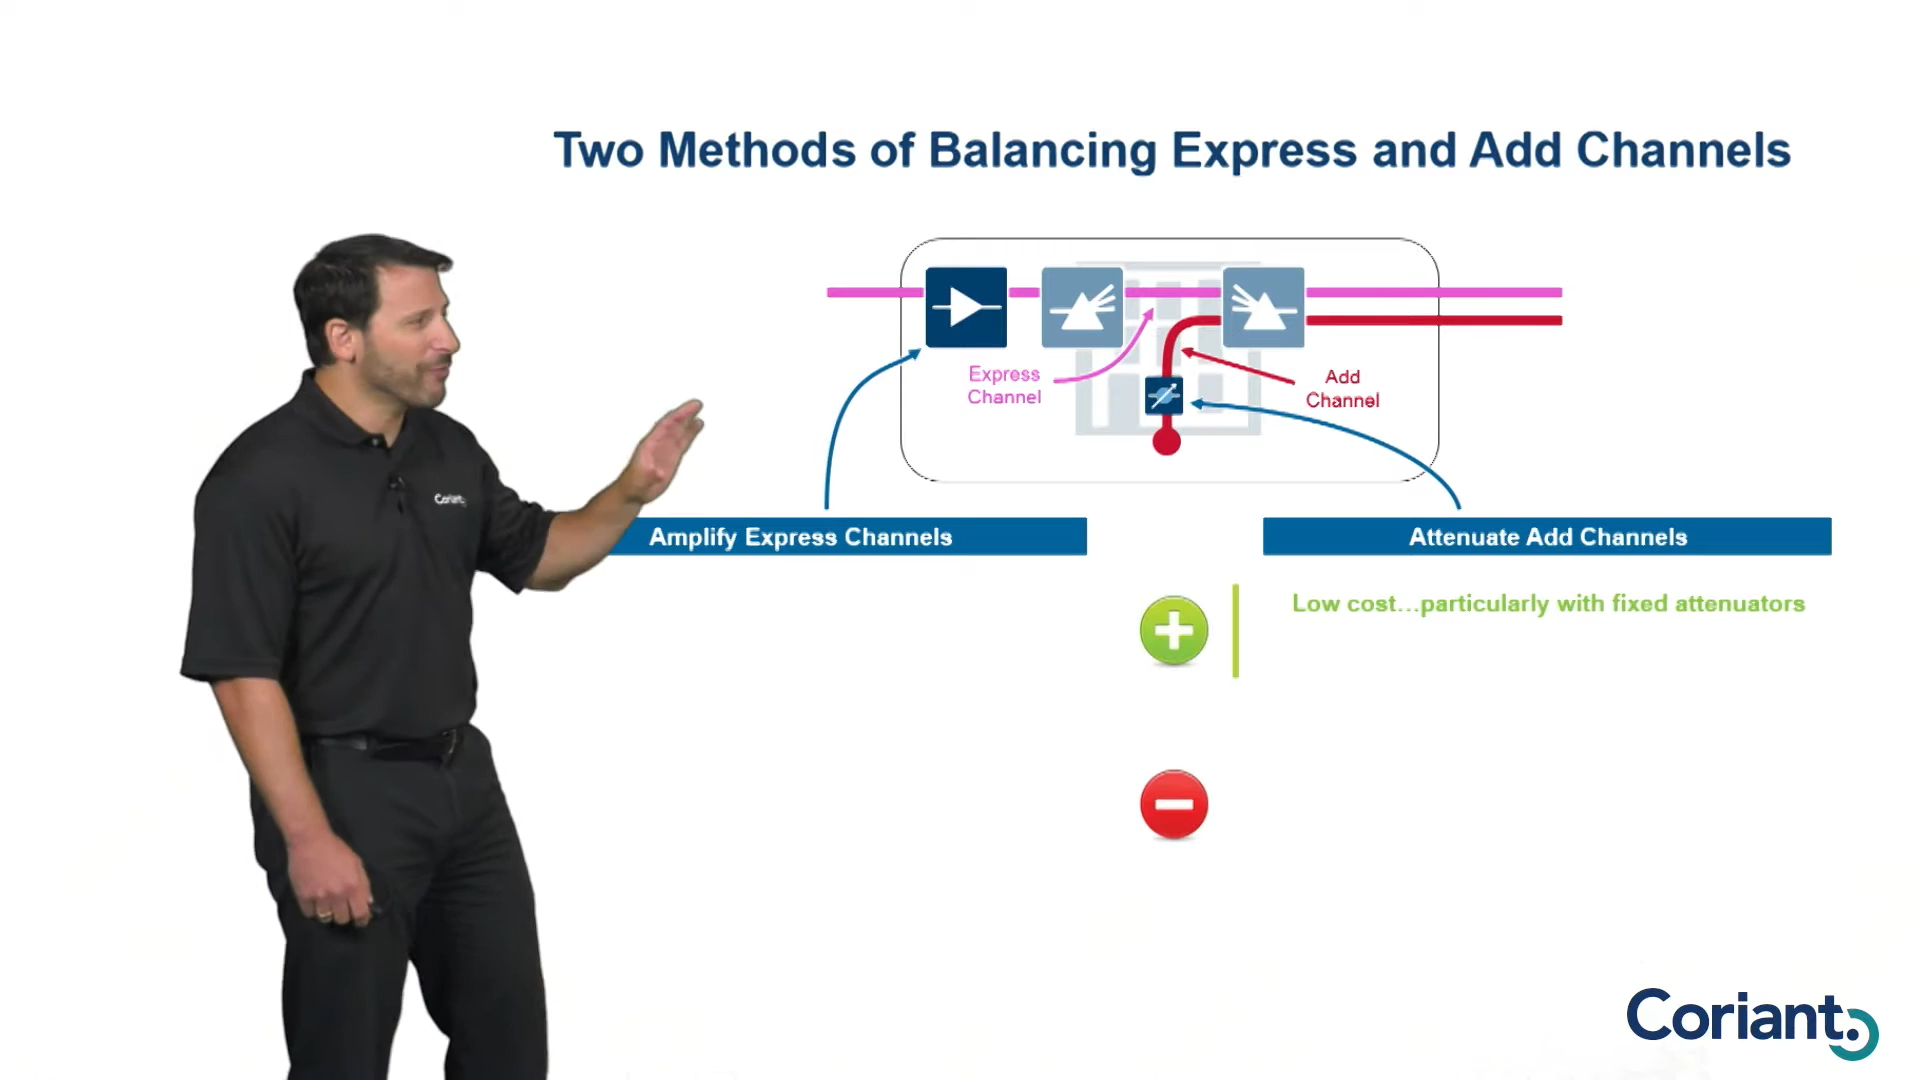 Two Methods of Balancing Express and Add Channels
Express
Channel
Add
Channel
Coriant
Amplify Express Channels
Attenuate Add Channels
Low cost...particularly with fixed attenuators
Coriant